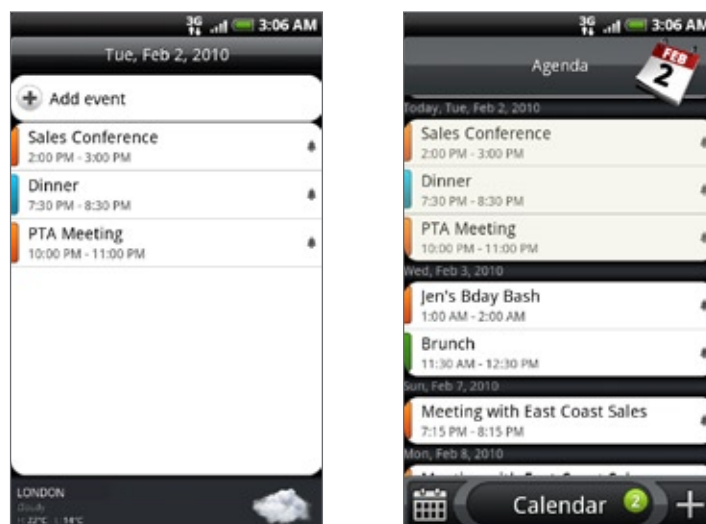 3G 3:06 AM
Tue, Feb 2, 2010
Add event
Sales Conference
2:00 PM - 3:00 PM
Dinner
7:30 PM - 8:30 PM
PTA Meeting
10:00 PM - 11:00 PM
LONDON
Cloudy
H 22°C L 14°C
3G 3:06 AM
Agenda
FEB
2
Today, Tue, Feb 2, 2010
Sales Conference
2:00 PM - 3:00 PM
Dinner
7:30 PM - 8:30 PM
PTA Meeting
10:00 PM - 11:00 PM
Wed, Feb 3, 2010
Jen's Bday Bash
1:00 AM - 2:00 AM
Brunch
11:30 AM - 12:30 PM
Sun, Feb 7, 2010
Meeting with East Coast Sales
7:15 PM - 8:15 PM
Mon, Feb 8, 2010
Calendar 2